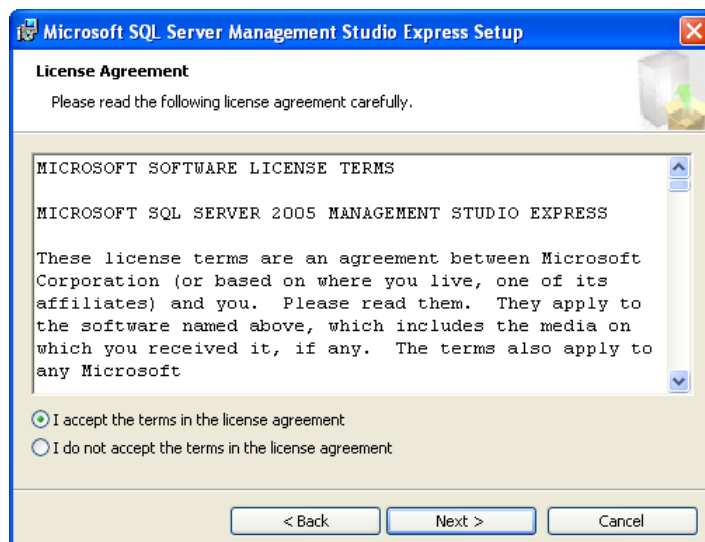 Microsoft SQL Server Management Studio Express Setup
License Agreement
Please read the following license agreement carefully.
MICROSOFT SOFTWARE LICENSE TERMS
MICROSOFT SQL SERVER 2005 MANAGEMENT STUDIO EXPRESS
These license terms are an agreement between Microsoft
Corporation (or based on where you live, one of its
affiliates) and you.  Please read them.  They apply to
the software named above, which includes the media on
which you received it, if any.  The terms also apply to
any Microsoft
I accept the terms in the license agreement
I do not accept the terms in the license agreement
< Back
Next >
Cancel